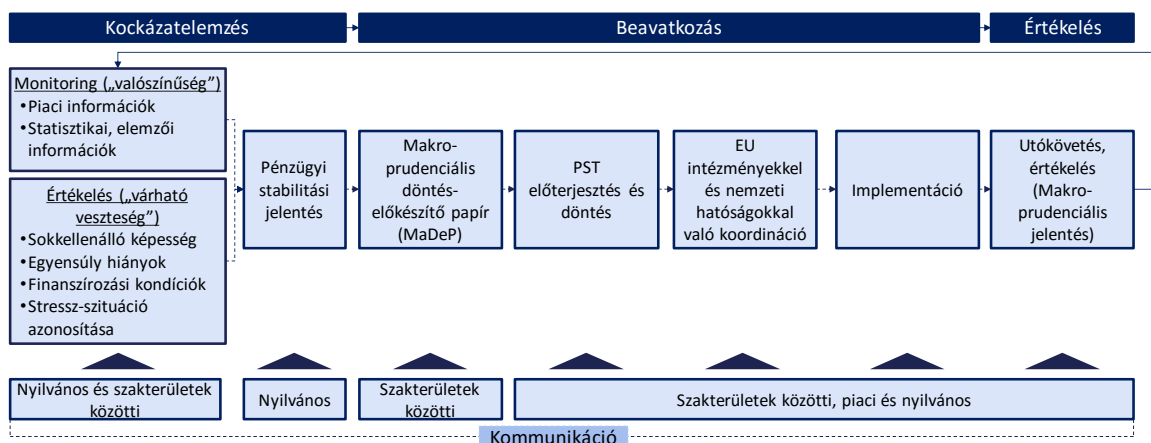 Kockázatelemzés
Beavatkozás
Értékelés
Monitoring („valószínűség”)
•Piaci információk
•Statisztikai, elemzői
információk
Értékelés („várható
veszteség”)
•Sokkellenálló képesség
•Egyensúly hiányok
•Finanszírozási kondíciók
•Stressz-szituáció
azonosítása
Pénzügyi
stabilitási
jelentés
Makro-
prudenciális
döntés-
előkészítő papír
(MaDeP)
PST
előterjesztés és
döntés
EU
intézményekkel
és nemzeti
hatóságokkal
való koordináció
Implementáció
Utókövetés,
értékelés
(Makro-
prudenciális
jelentés)
Nyilvános és szakterületek
közötti
Nyilvános
Szakterületek
közötti
Szakterületek közötti, piaci és nyilvános
Kommunikáció